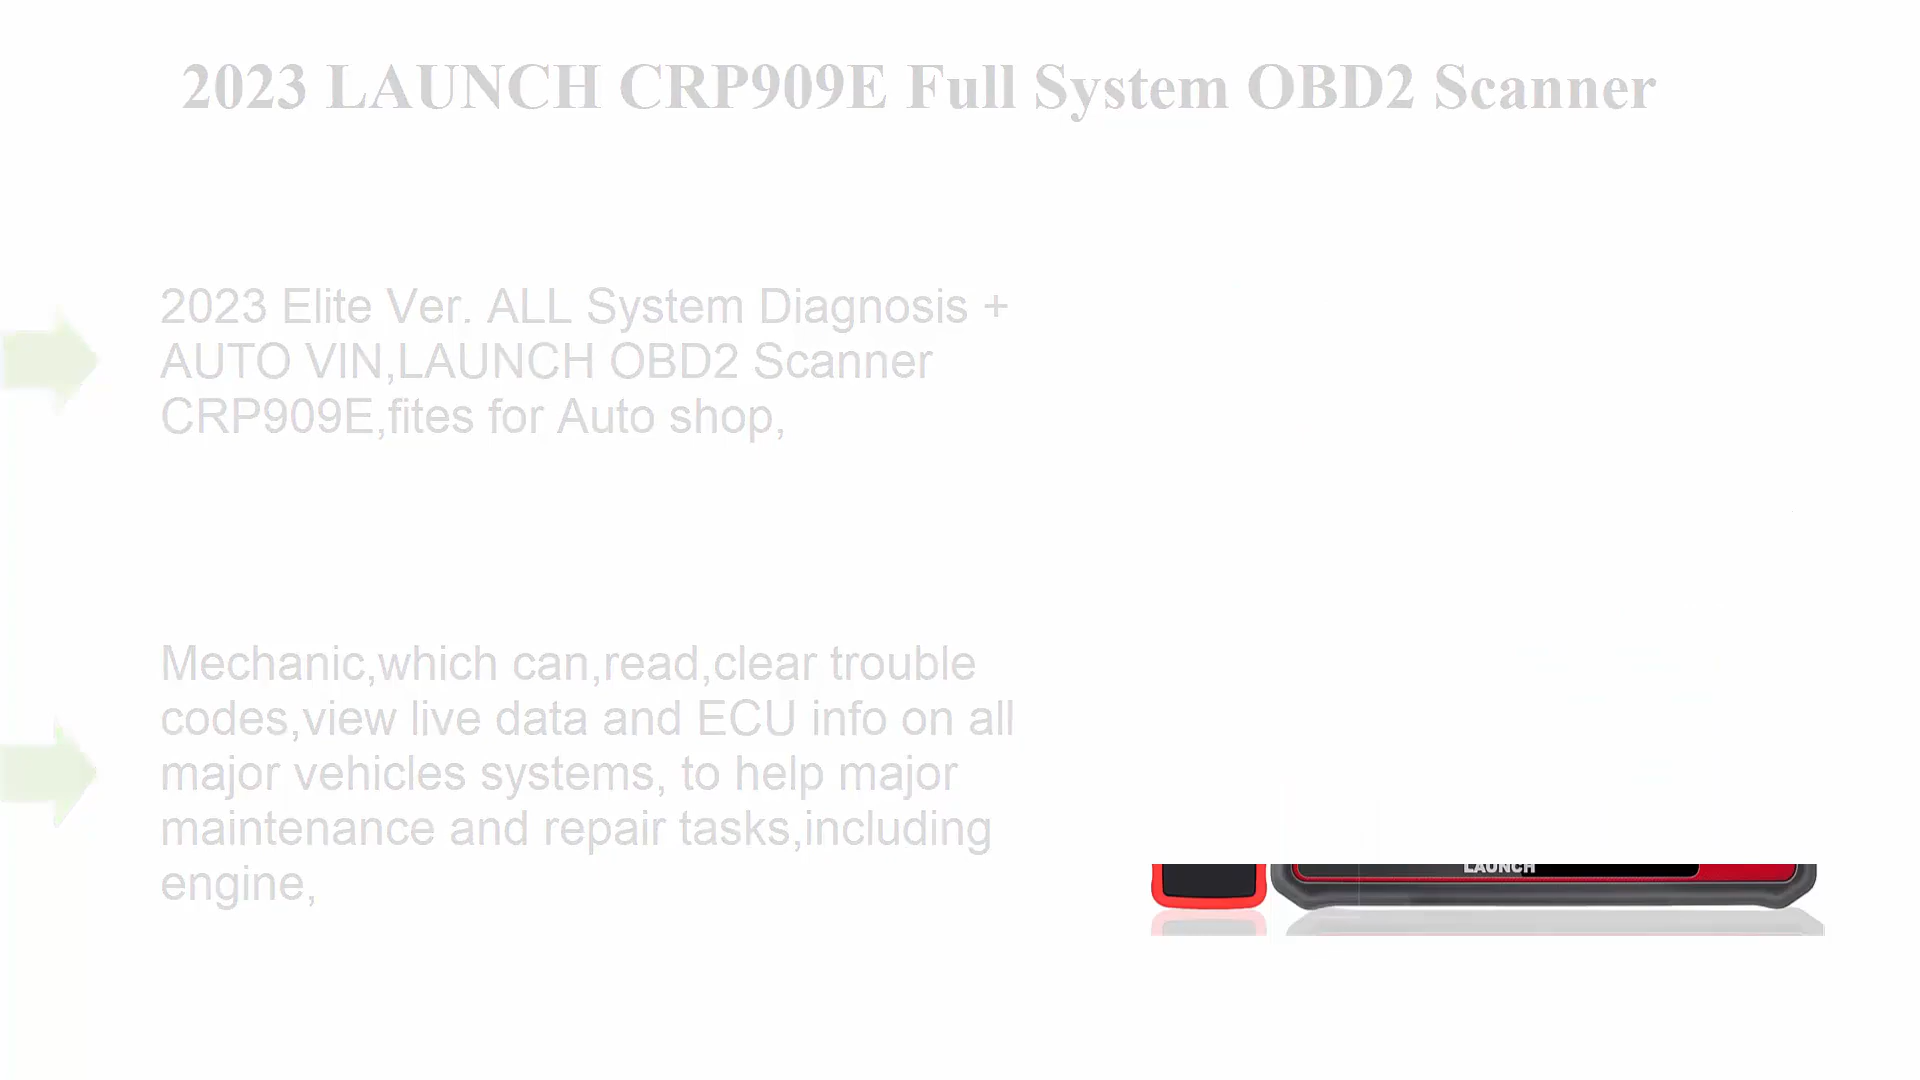 2023 LAUNCH CRP909E Full System OBD2 Scanner
2023 Elite Ver. ALL System Diagnosis +
AUTO VIN,LAUNCH OBD2 Scanner
CRP909E,fites for Auto shop,
Mechanic,which can,read,clear trouble
codes,view live data and ECU info on all
major vehicles systems, to help major
maintenance and repair tasks,including
engine,
LAUNCH